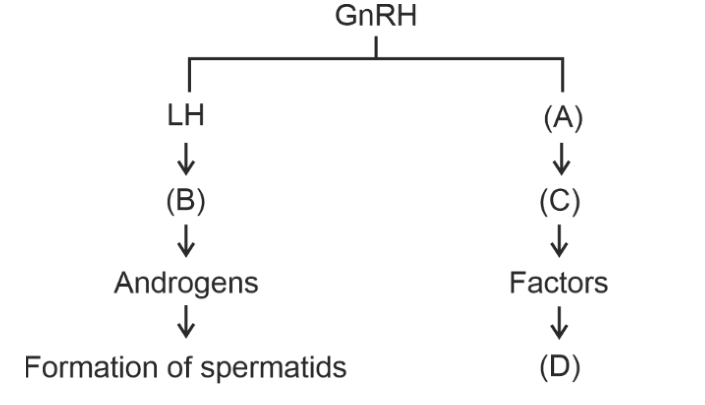 GnRH
LH (A)
(B) (C)
Androgens Factors
Formation of spermatids (D)